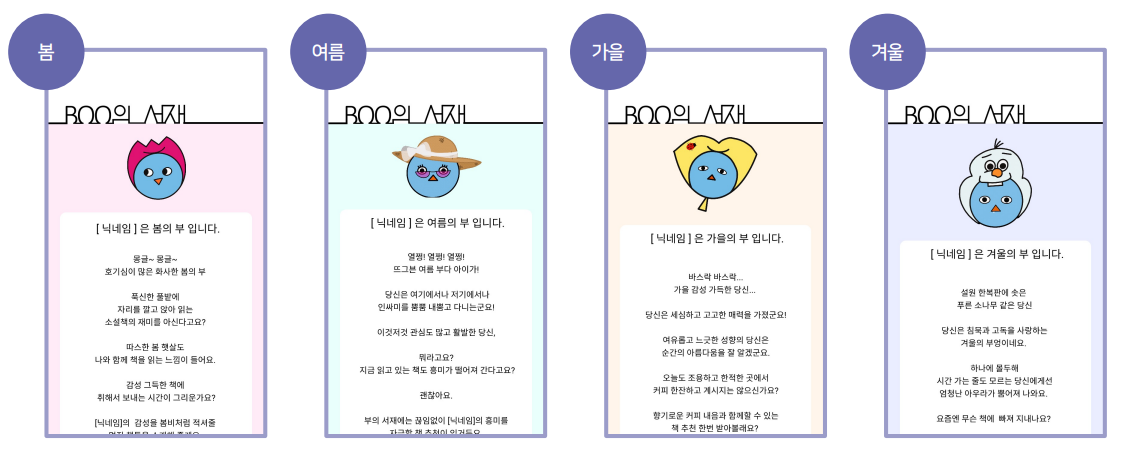 봄
BOO의 서재
[ 닉네임 ] 은 봄의 부 입니다.
몽글~ 몽글~
호기심이 많은 화사한 봄의 부
푹신한 풀밭에
자리를 깔고 앉아 읽는
소설책의 재미를 아신다고요?
따스한 봄 햇살도
나와 함께 책을 읽는 느낌이 들어요.
감성 그득한 책에
취해서 보내는 시간이 그리운가요?
[닉네임]의 감성을 봄비처럼 적셔줄
여름
BOO의 서재
[ 닉네임 ] 은 여름의 부 입니다.
열쩡! 열쩡! 열쩡!
뜨그븐 여름 부다 아이가!
당신은 여기에서나 저기에서나
인싸미를 뿜뿜 내뿜고 다니는군요!
이것저것 관심도 많고 활발한 당신,
뭐라고요?
지금 읽고 있는 책도 흥미가 떨어져 간다고요?
괜찮아요.
부의 서재에는 끊임없이 [닉네임]의 흥미를
자극할 책 추천이 있거든요
가을
BOO의 서재
[ 닉네임 ] 은 가을의 부 입니다.
바스락 바스락...
가을 감성 가득한 당신...
당신은 세심하고 고고한 매력을 가졌군요!
여유롭고 느긋한 성향의 당신은
순간의 아름다움을 잘 알겠군요.
오늘도 조용하고 한적한 곳에서
커피 한잔하고 계시지는 않으신가요?
향기로운 커피 내음과 함께할 수 있는
책 추천 한번 받아볼래요?
겨울
BOO의 서재
[ 닉네임 ] 은 겨울의 부 입니다.
설원 한복판에 솟은
푸른 소나무 같은 당신
당신은 침묵과 고독을 사랑하는
겨울의 부엉이네요.
하나에 몰두해
시간 가는 줄도 모르는 당신에게선
엄청난 아우라가 뿜어져 나와요.
요즘엔 무슨 책에 빠져 지내나요?